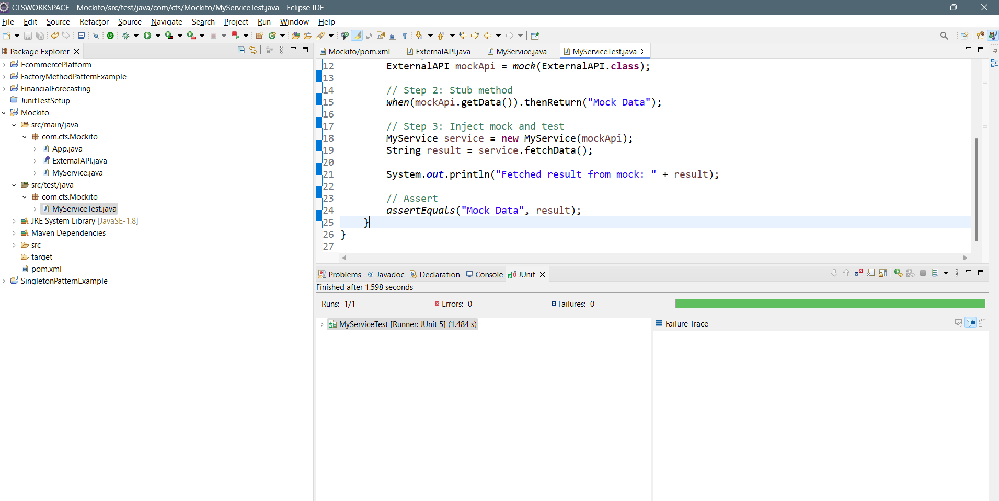 CTSWORKSPACE - Mockito/src/test/java/com/cts/Mockito/MyServiceTest.java - Eclipse IDE
File Edit Source Refactor Source Navigate Search Project Run Window Help
Package Explorer
EcommercePlatform
FactoryMethodPatternExample
FinancialForecasting
JunitTestSetup
Mockito
src/main/java
com.cts.Mockito
App.java
ExternalAPI.java
MyService.java
src/test/java
com.cts.Mockito
MyServiceTest.java
JRE System Library [JavaSE-1.8]
Maven Dependencies
src
target
pom.xml
SingletonPatternExample
Mockito/pom.xml ExternalAPI.java MyService.java MyServiceTest.java
12 ExternalAPI mockApi = mock(ExternalAPI.class);
13
14 // Step 2: Stub method
15 when(mockApi.getData()).thenReturn("Mock Data");
16
17 // Step 3: Inject mock and test
18 MyService service = new MyService(mockApi);
19 String result = service.fetchData();
20
21 System.out.println("Fetched result from mock: " + result);
22
23 // Assert
24 assertEquals("Mock Data", result);
25 }
26 }
27
Problems Javadoc Declaration Console JUnit
Finished after 1.598 seconds
Runs: 1/1 Errors: 0 Failures: 0
MyServiceTest [Runner: JUnit 5] (1.484 s)
Failure Trace